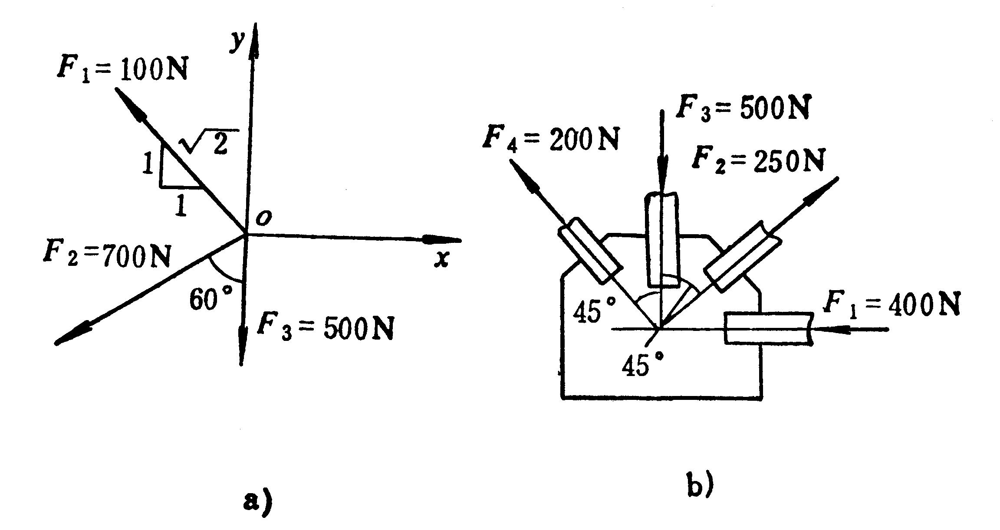 y
F₁=100N
√2
1
1
O
x
F₂=700N
60°
F₃=500N
a)
F₃=500N
F₄=200N
F₂=250N
45°
F₁=400N
45°
b)